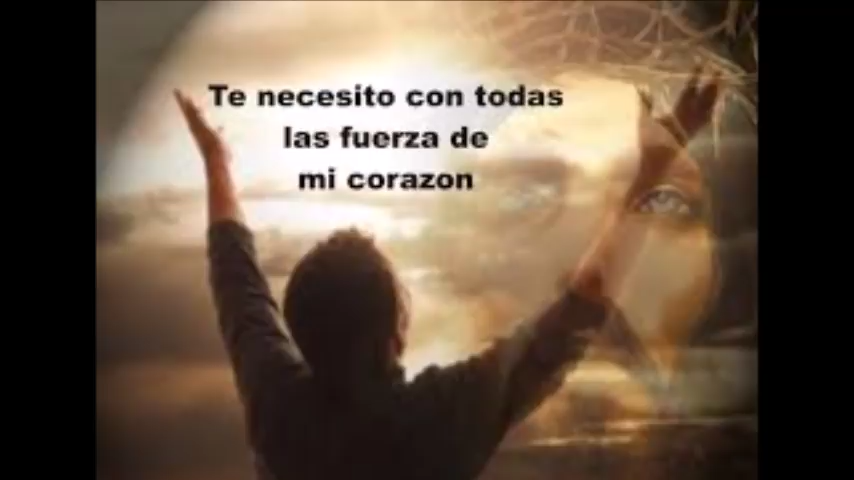 Te necesito con todas
las fuerza de
mi corazon